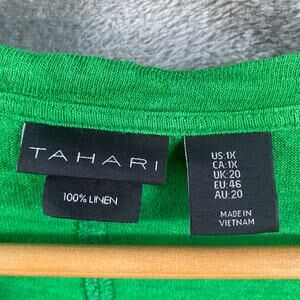 TAHARI
100% LINEN
US:1X
CA:1X
UK:20
EU:46
AU:20
MADE IN
VIETNAM